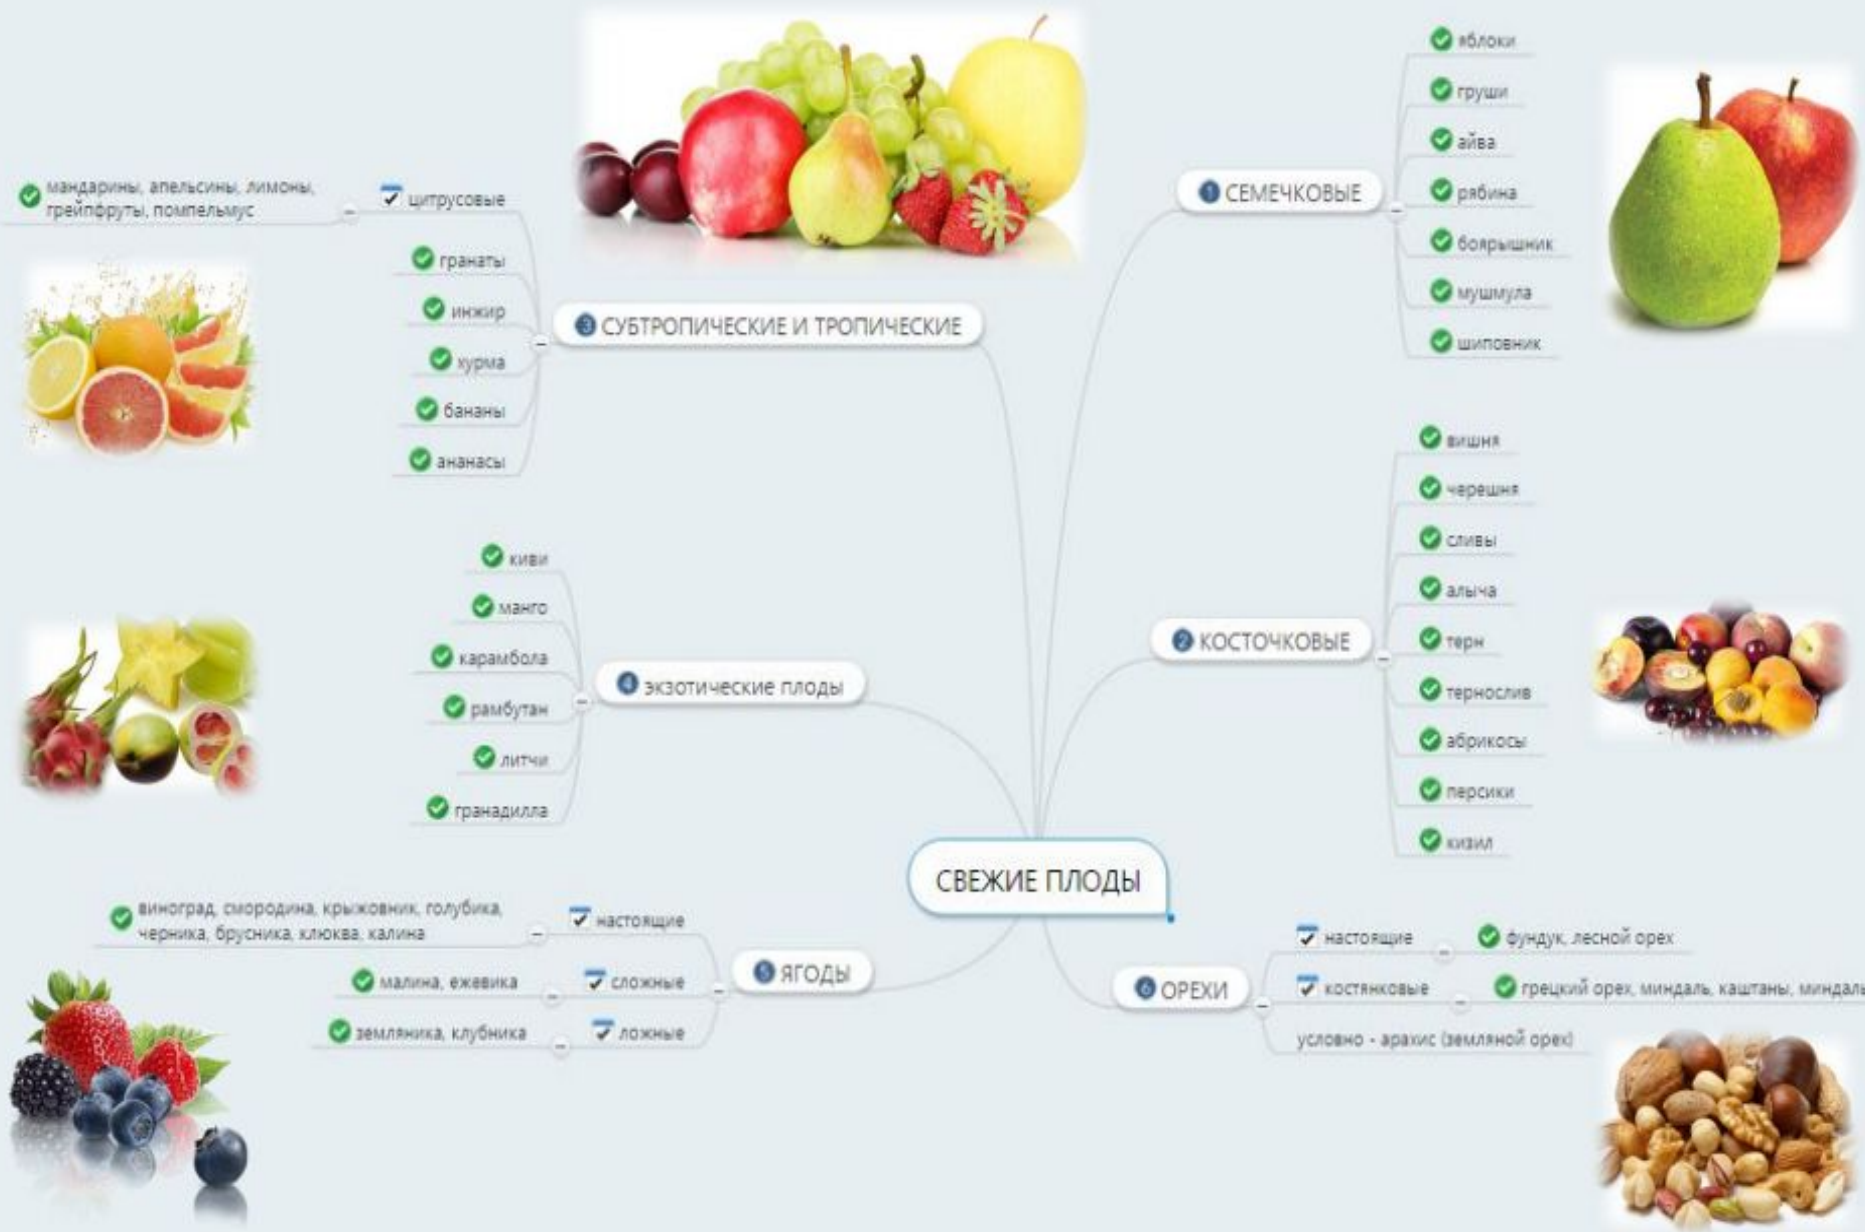 СВЕЖИЕ ПЛОДЫ
1 СЕМЕЧКОВЫЕ
яблоки
груши
айва
рябина
боярышник
мушмула
шиповник
2 КОСТОЧКОВЫЕ
вишня
черешня
сливы
алыча
терн
тернослив
абрикосы
персики
кизил
3 СУБТРОПИЧЕСКИЕ И ТРОПИЧЕСКИЕ
цитрусовые
мандарины, апельсины, лимоны,
грейпфруты, помпельмус
гранаты
инжир
хурма
бананы
ананасы
4 экзотические плоды
киви
манго
карамбола
рамбутан
литчи
гранадилла
5 ЯГОДЫ
настоящие
виноград, смородина, крыжовник, голубика,
черника, брусника, клюква, калина
сложные
малина, ежевика
ложные
земляника, клубника
6 ОРЕХИ
настоящие
фундук, лесной орех
костянковые
грецкий орех, миндаль, каштаны, миндаль
условно - арахис (земляной орех)